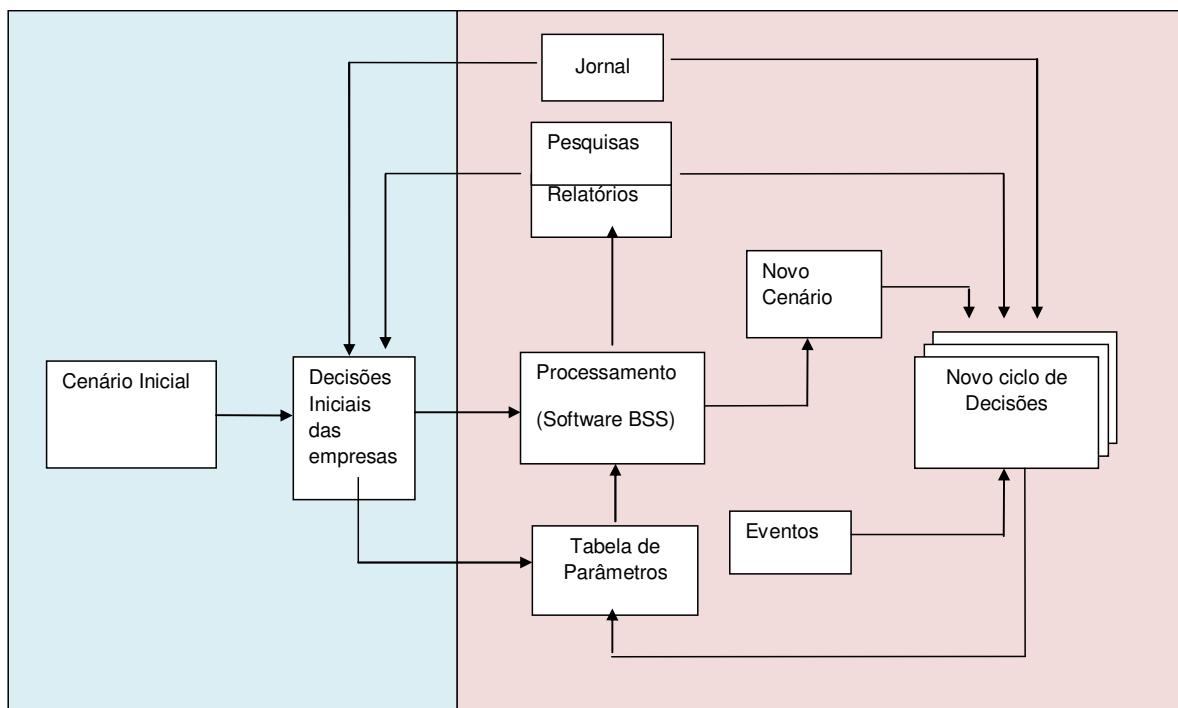 Jornal
Pesquisas
Relatórios
Novo
Cenário
Cenário Inicial
Decisões
Iniciais
das
empresas
Processamento
(Software BSS)
Novo ciclo de
Decisões
Eventos
Tabela de
Parâmetros